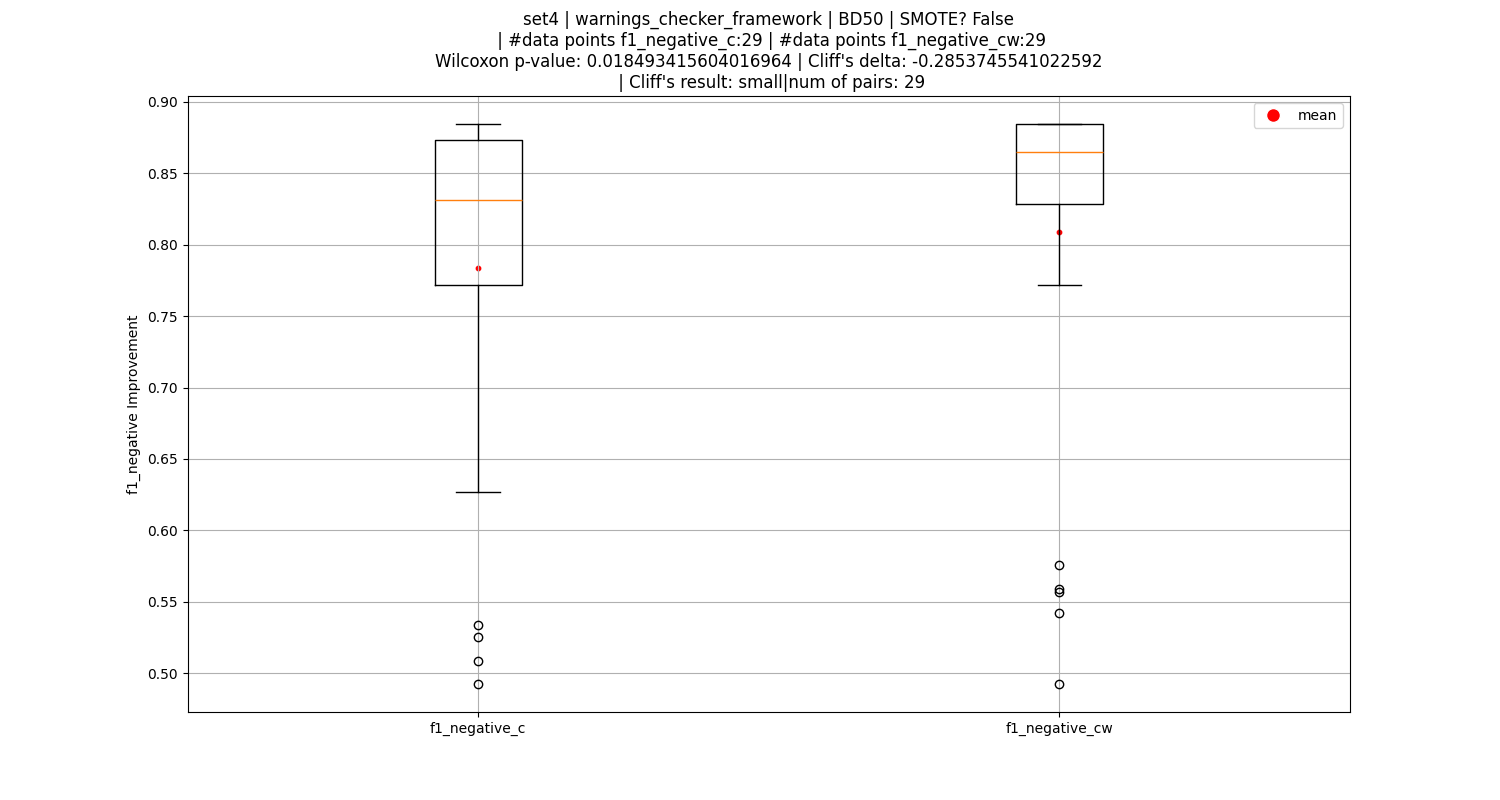 set4 | warnings_checker_framework | BD50 | SMOTE? False
| #data points f1_negative_c:29 | #data points f1_negative_cw:29
Wilcoxon p-value: 0.018493415604016964 | Cliff's delta: -0.2853745541022592
| Cliff's result: small|num of pairs: 29
mean
f1_negative Improvement
0.90
0.85
0.80
0.75
0.70
0.65
0.60
0.55
0.50
f1_negative_c
f1_negative_cw